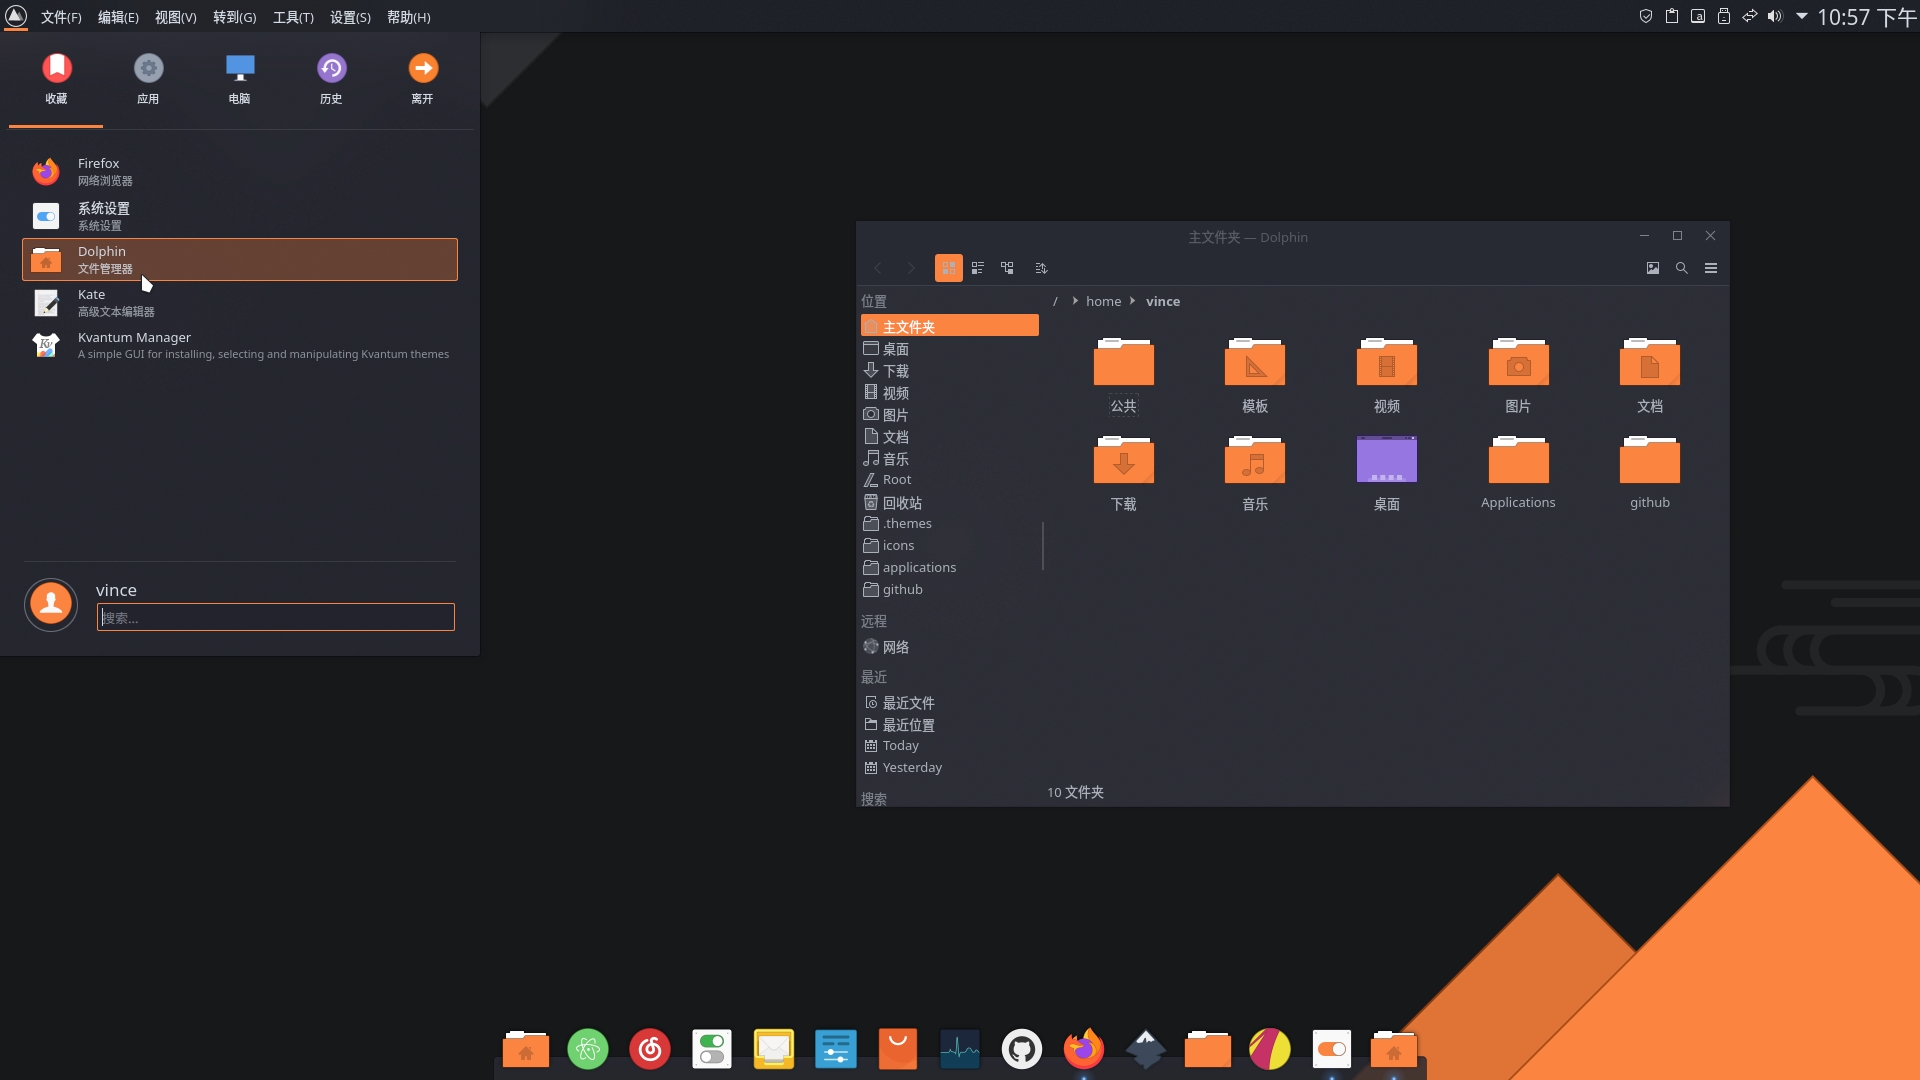 文件(F) 编辑(E) 视图(V) 转到(G) 工具(T) 设置(S) 帮助(H)
10:57 下午
收藏 应用 电脑 历史 离开
Firefox
网络浏览器
系统设置
系统设置
Dolphin
文件管理器
Kate
高级文本编辑器
Kvantum Manager
A simple GUI for installing, selecting and manipulating Kvantum themes
vince
搜索...
主文件夹 — Dolphin
/ home vince
位置
主文件夹
桌面
下载
视频
图片
文档
音乐
Root
回收站
.themes
icons
applications
github
远程
网络
最近
最近文件
最近位置
Today
Yesterday
搜索
公共 模板 视频 图片 文档
下载 音乐 桌面 Applications github
10 文件夹